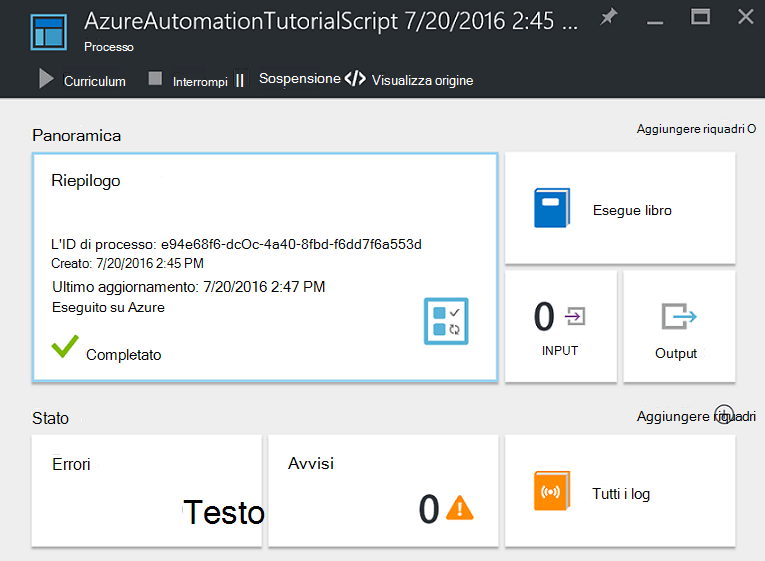 AzureAutomationTutorialScript 7/20/2016 2:45 ...
Processo
Curriculum Interrompi Sospensione Visualizza origine
Panoramica
Aggiungere riquadri O
Riepilogo
L'ID di processo: e94e68f6-dcOc-4a40-8fbd-f6dd7f6a553d
Creato: 7/20/2016 2:45 PM
Ultimo aggiornamento: 7/20/2016 2:47 PM
Eseguito su Azure
Completato
Esegue libro
0
INPUT
Output
Stato
Aggiungere riquadri
Errori
Testo
Avvisi
0
Tutti i log